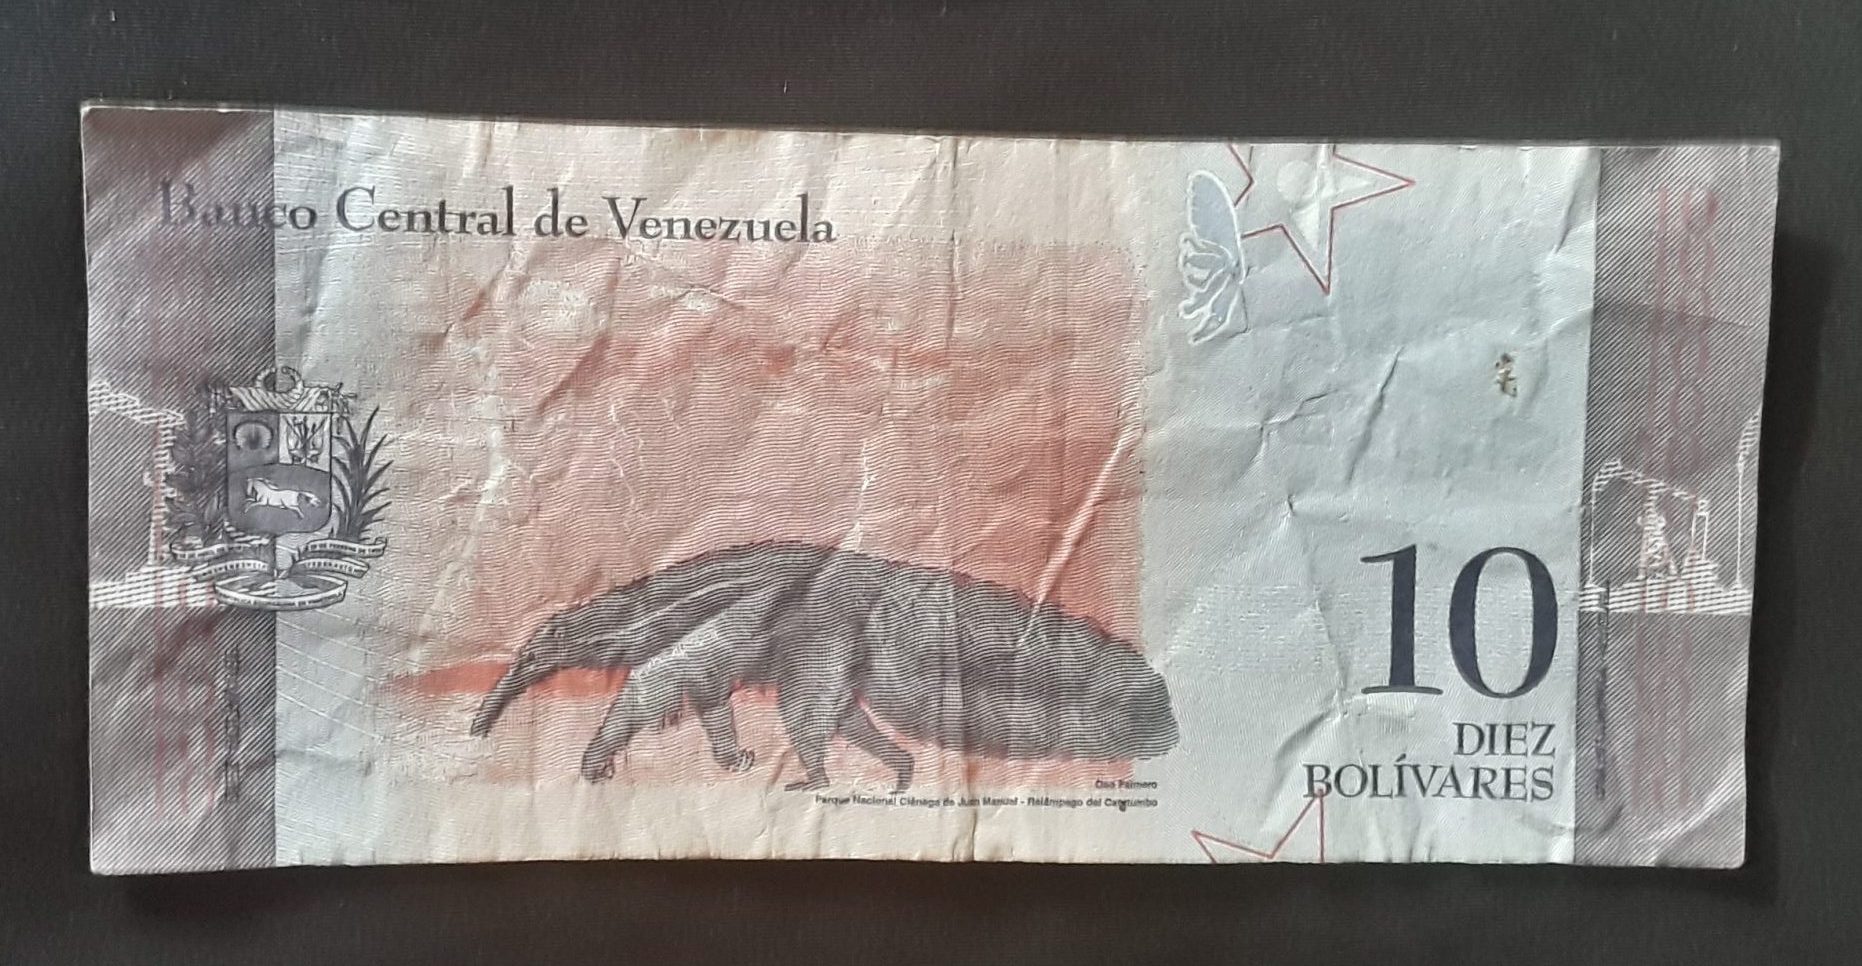 Banco Central de Venezuela
10
DIEZ
BOLÍVARES
Oso Palmero
Parque Nacional Ciénaga de Juan Manuel - Relámpago del Catatumbo